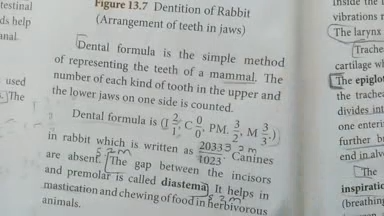 testinal
ds help
anal.
used
The
Figure 13.7 Dentition of Rabbit
(Arrangement of teeth in jaws)
Dental formula is the simple method
of representing the teeth of a mammal. The
number of each kind of tooth in the upper and
the lower jaws on one side is counted.
Dental formula is (I 2/1, C 0/0, PM. 3/2, M 3/3)
in rabbit which is written as 2033/1023. Canines
are absent. The gap between the incisors
and premolar is called diastema. It helps in
mastication and chewing of food in herbivorous
animals.
inside the
vibrations
The larynx
Trachea
cartilage
The epiglot
the trache
divides into
one enteri
further b
end in alv
The
inspiratio
(breathin